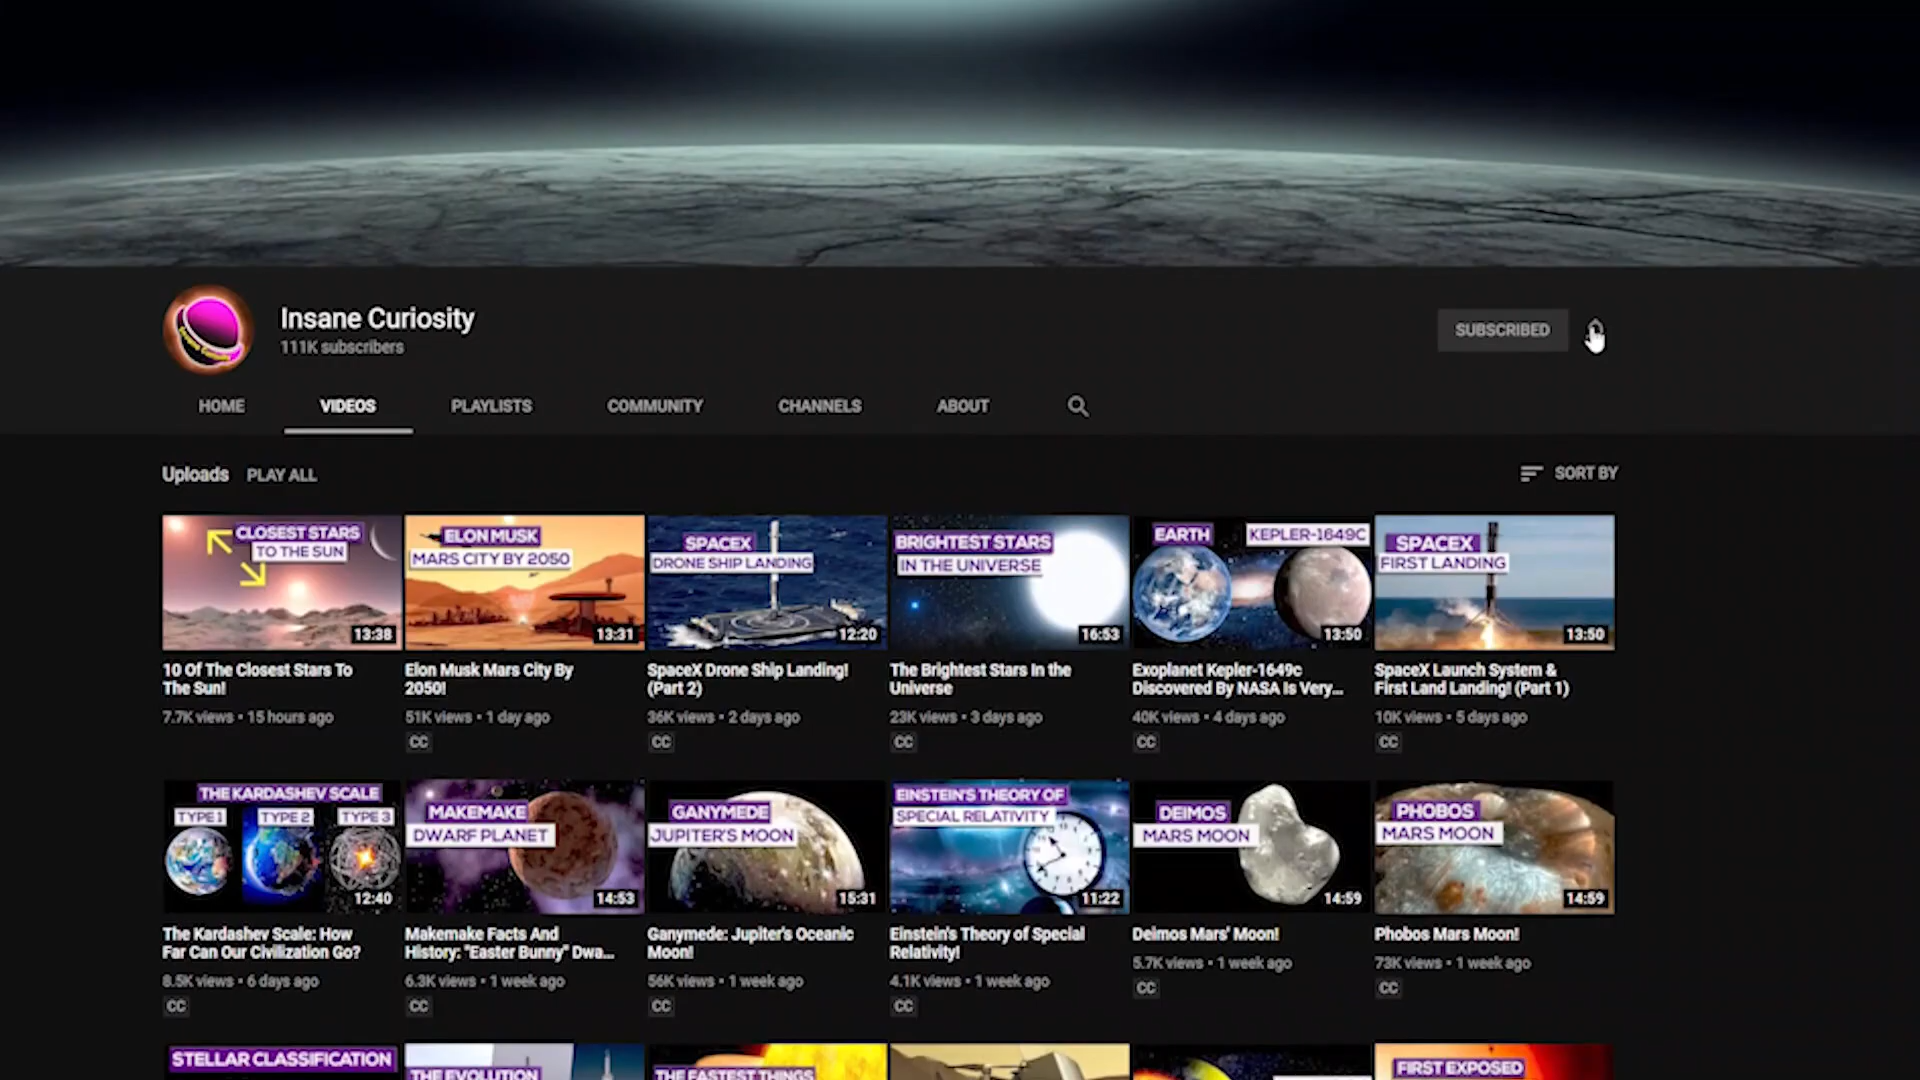 Insane Curiosity
111K subscribers
SUBSCRIBED
HOME VIDEOS PLAYLISTS COMMUNITY CHANNELS ABOUT
Uploads PLAY ALL
SORT BY
CLOSEST STARS
TO THE SUN
13:38
ELON MUSK
MARS CITY BY 2050
13:31
SPACEX
DRONE SHIP LANDING
12:20
BRIGHTEST STARS
IN THE UNIVERSE
16:53
EARTH KEPLER-1649C
13:50
SPACEX
FIRST LANDING
13:50
10 Of The Closest Stars To
The Sun!
7.7K views • 15 hours ago
Elon Musk Mars City By
2050!
51K views • 1 day ago
CC
SpaceX Drone Ship Landing!
(Part 2)
36K views • 2 days ago
CC
The Brightest Stars In the
Universe
23K views • 3 days ago
CC
Exoplanet Kepler-1649c
Discovered By NASA Is Very...
40K views • 4 days ago
CC
SpaceX Launch System &
First Land Landing! (Part 1)
10K views • 5 days ago
CC
THE KARDASHEV SCALE
TYPE 1 TYPE 2 TYPE 3
12:40
MAKEMAKE
DWARF PLANET
14:53
GANYMEDE
JUPITER'S MOON
15:31
EINSTEIN'S THEORY OF
SPECIAL RELATIVITY
11:22
DEIMOS
MARS MOON
14:59
PHOBOS
MARS MOON
14:59
The Kardashev Scale: How
Far Can Our Civilization Go?
8.5K views • 6 days ago
CC
Makemake Facts And
History: "Easter Bunny" Dwa...
6.3K views • 1 week ago
CC
Ganymede: Jupiter's Oceanic
Moon!
56K views • 1 week ago
CC
Einstein's Theory of Special
Relativity!
4.1K views • 1 week ago
CC
Deimos Mars' Moon!
5.7K views • 1 week ago
CC
Phobos Mars Moon!
73K views • 1 week ago
CC
STELLAR CLASSIFICATION
THE EVOLUTION
THE FASTEST THINGS
FIRST EXPOSED